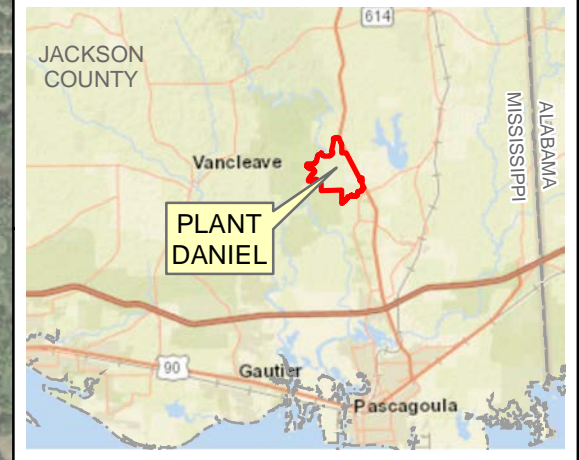 614
JACKSON
COUNTY
ALABAMA
MISSISSIPPI
Vancleave
PLANT
DANIEL
90
Gautier
Pascagoula